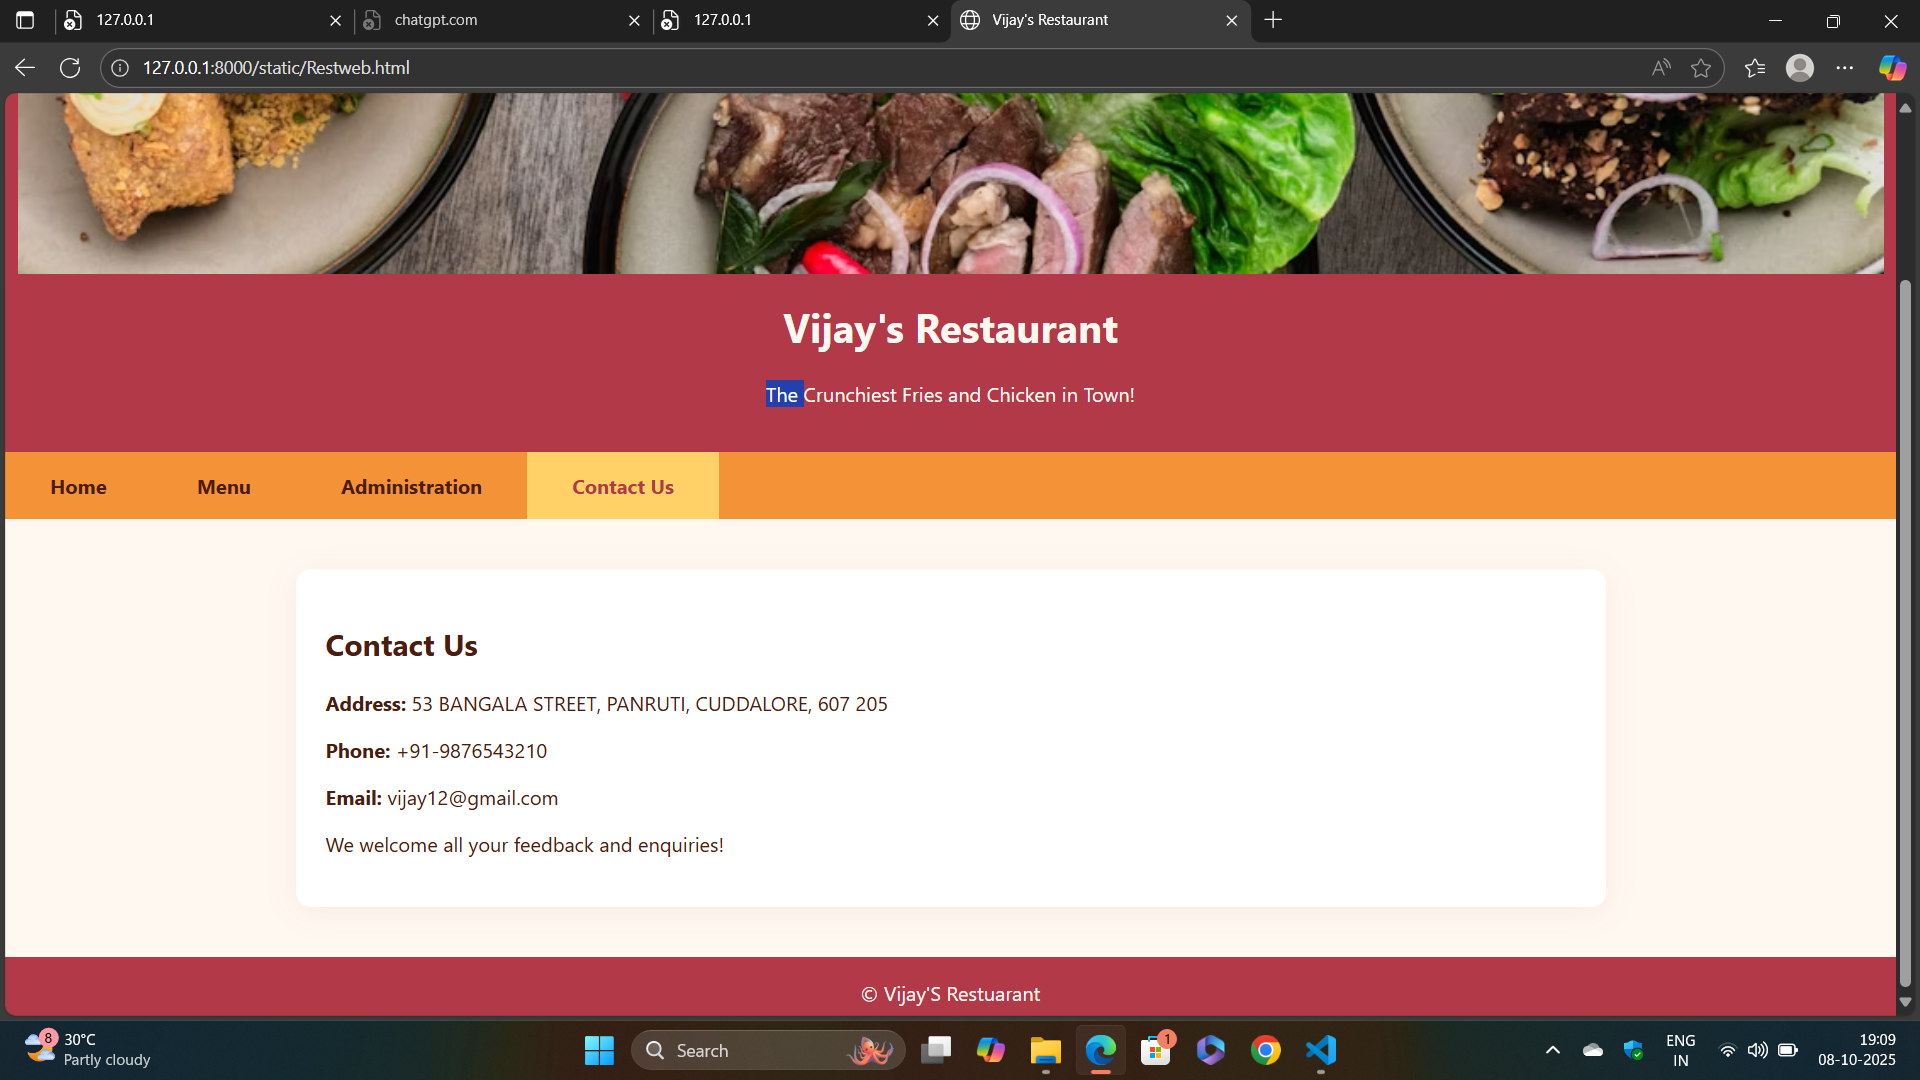 127.0.0.1
chatgpt.com
127.0.0.1
Vijay's Restaurant
127.0.0.1:8000/static/Restweb.html
Vijay's Restaurant
The Crunchiest Fries and Chicken in Town!
Home Menu Administration Contact Us
Contact Us
Address: 53 BANGALA STREET, PANRUTI, CUDDALORE, 607 205
Phone: +91-9876543210
Email: vijay12@gmail.com
We welcome all your feedback and enquiries!
© Vijay'S Restuarant
8
30°C
Partly cloudy
Search
1
ENG
IN
19:09
08-10-2025